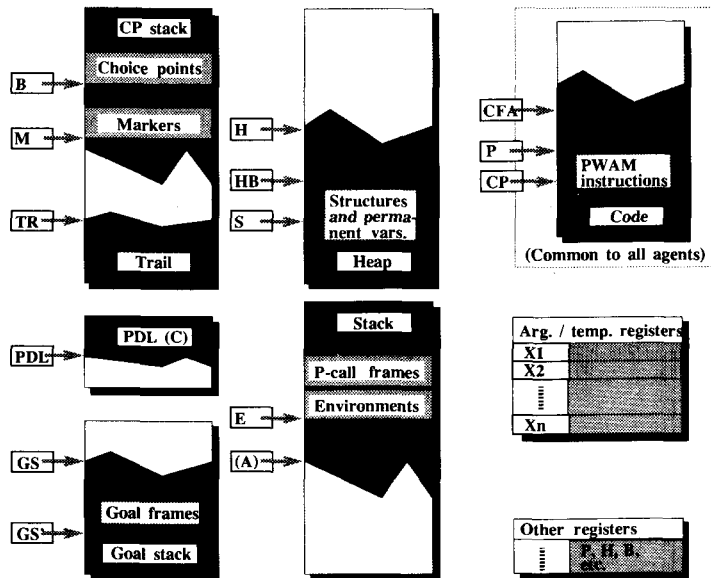 CP stack
Choice points
B
Markers
M
TR
Trail
H
HB
S
Structures
and perma-
nent vars.
Heap
CFA
P
CP
PWAM
instructions
Code
(Common to all agents)
PDL (C)
PDL
GS
Goal frames
GS'
Goal stack
Stack
P-call frames
Environments
E
(A)
Arg. / temp. registers
X1
X2
Xn
Other registers
P, H, B,
etc.